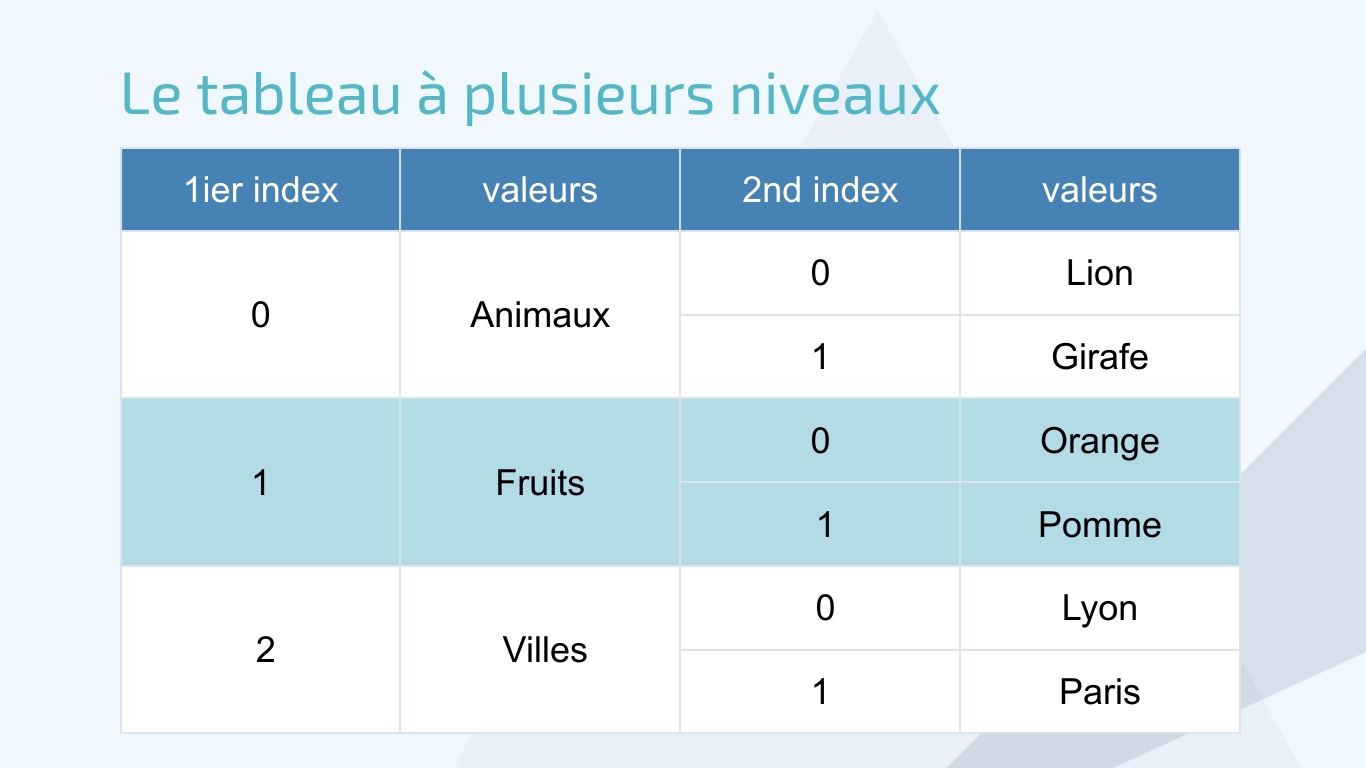 Le tableau à plusieurs niveaux
1ier index valeurs 2nd index valeurs
0 Animaux 0 Lion
1 Girafe
1 Fruits 0 Orange
1 Pomme
2 Villes 0 Lyon
1 Paris